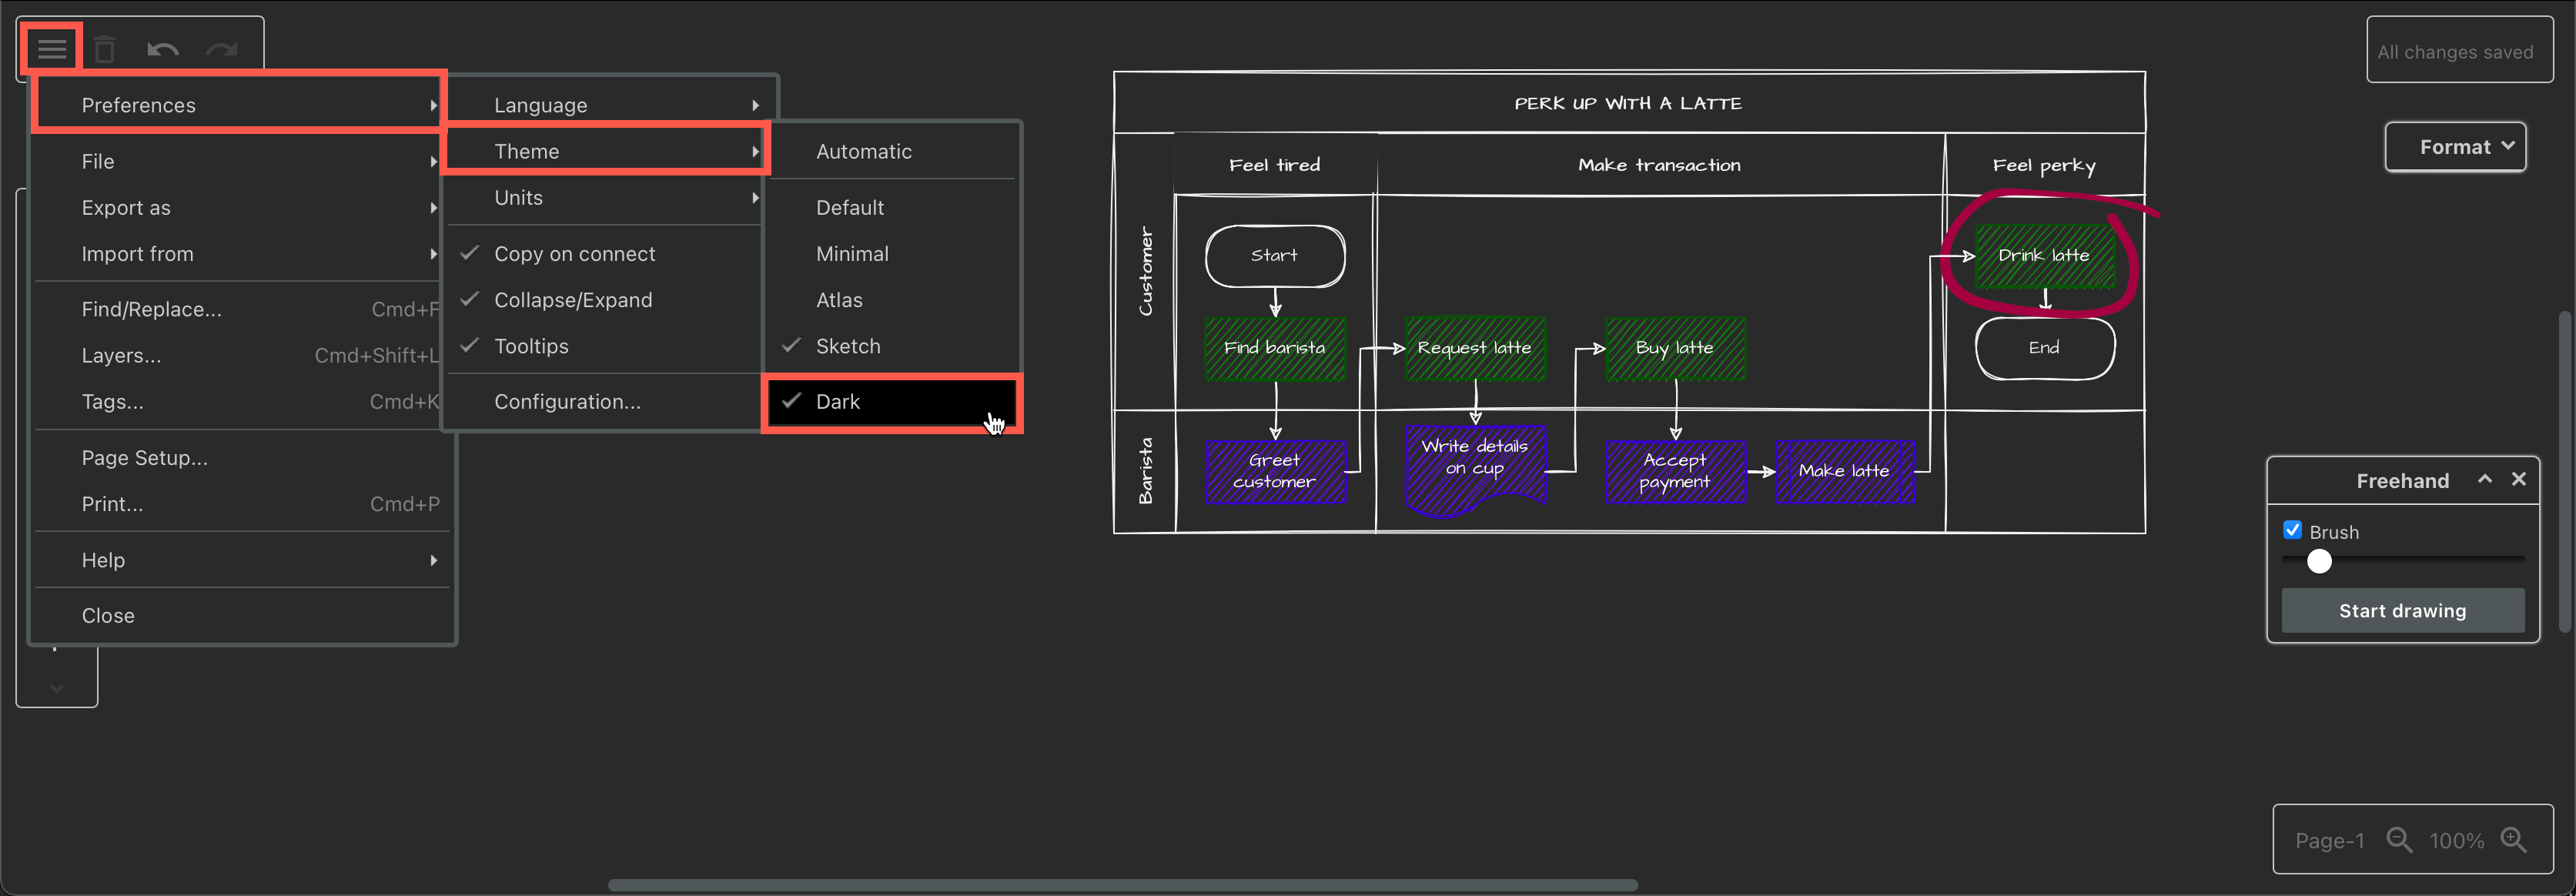 All changes saved
Preferences
File
Export as
Import from
Find/Replace... Cmd+F
Layers... Cmd+Shift+L
Tags... Cmd+K
Page Setup...
Print... Cmd+P
Help
Close
Language
Theme
Units
Copy on connect
Collapse/Expand
Tooltips
Configuration...
Automatic
Default
Minimal
Atlas
Sketch
Dark
PERK UP WITH A LATTE
Feel tired
Make transaction
Feel perky
Customer
Start
Drink latte
Find barista
Request latte
Buy latte
End
Barista
Greet
customer
Write details
on cup
Accept
payment
Make latte
Format
Freehand
Brush
Start drawing
Page-1 100%